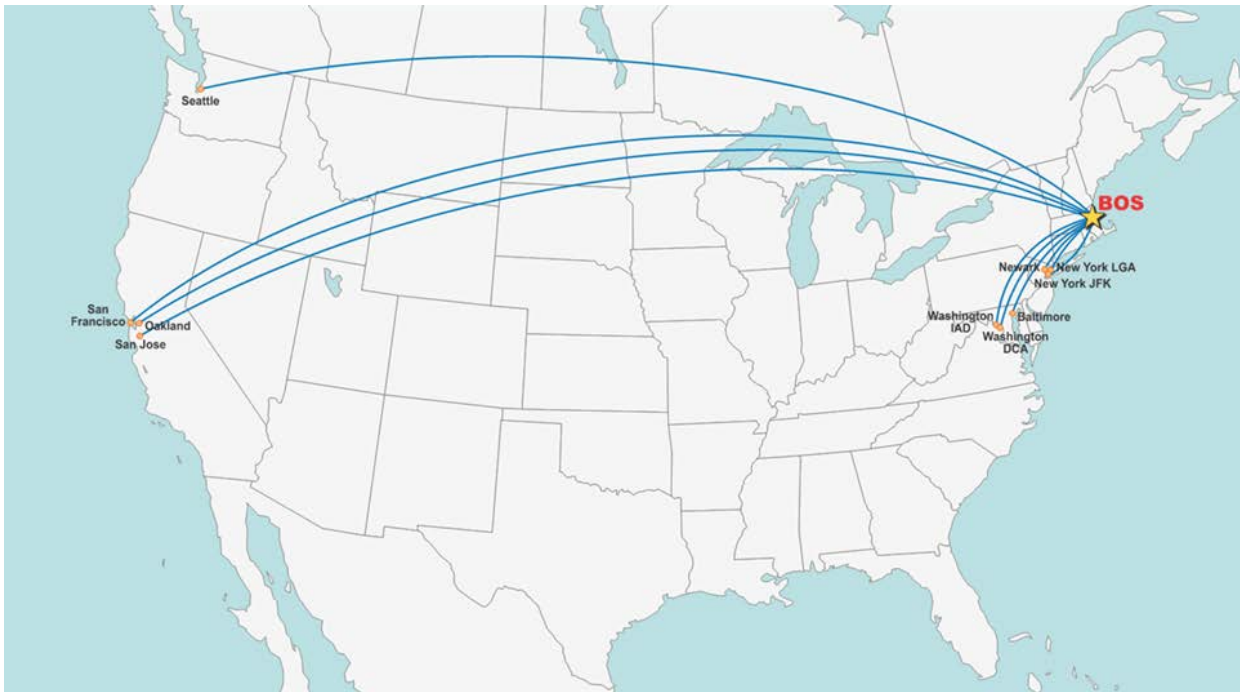 Seattle
BOS
Newark
New York LGA
New York JFK
San
Francisco
Oakland
San Jose
Washington
IAD
Baltimore
Washington
DCA